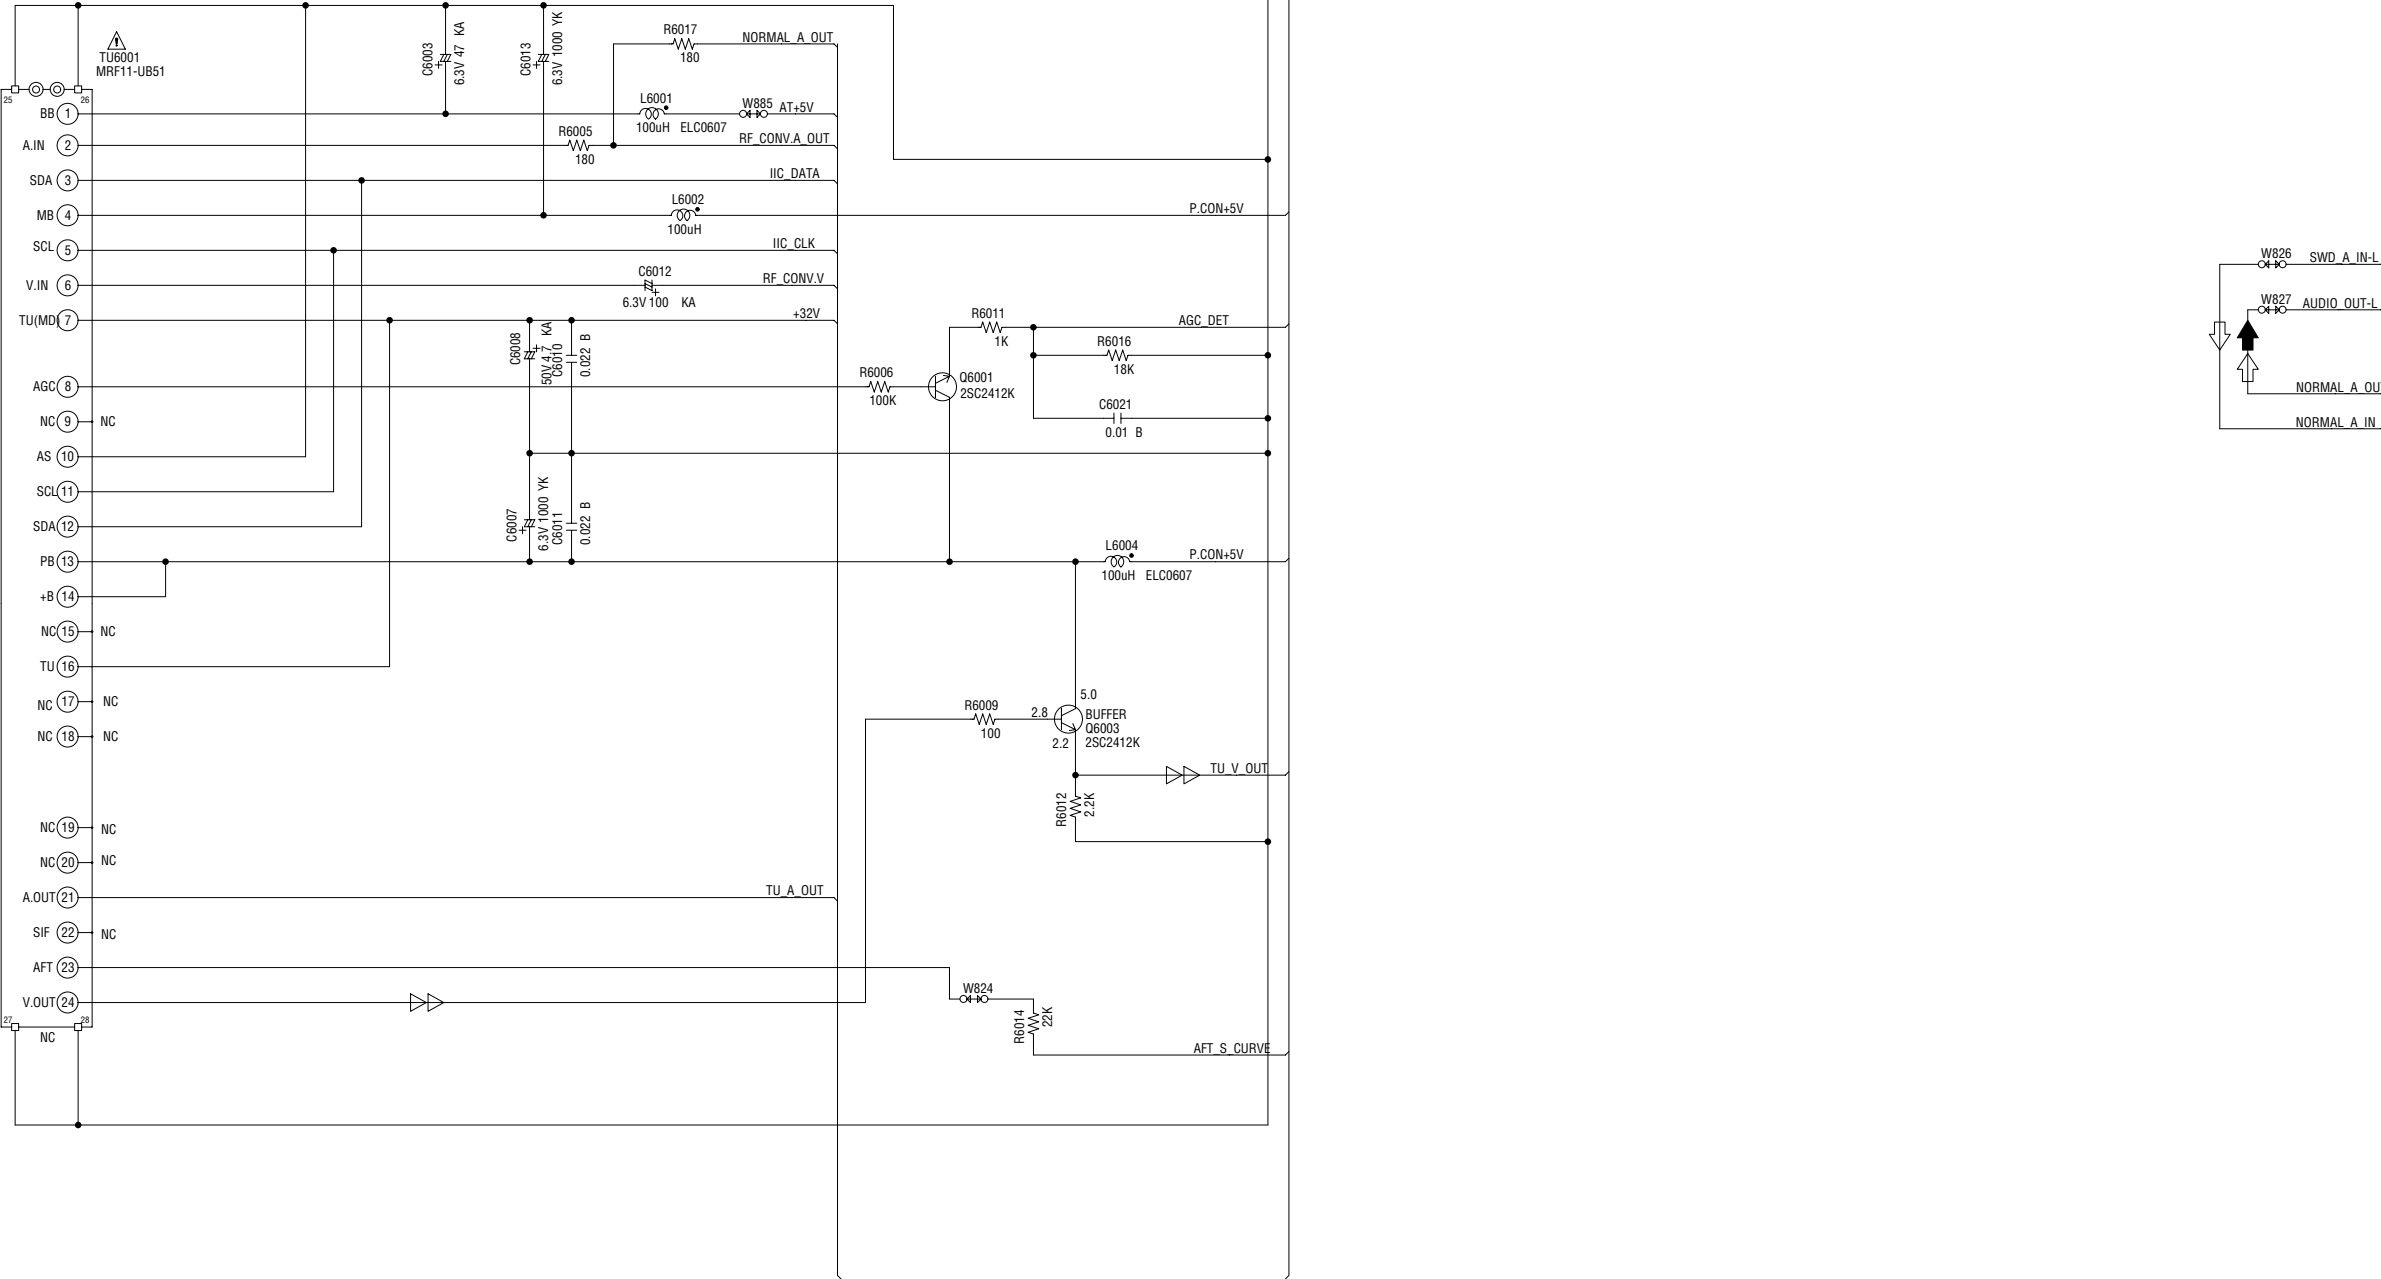 TU6001
MRF11-UB51
25
26
C6003
6.3V 47 KA
C6013
6.3V 1000 YK
R6017
180
NORMAL_A_OUT
BB 1
L6001
100uH ELC0607
W885
AT+5V
A.IN 2
R6005
180
RF_CONV.A_OUT
SDA 3
IIC_DATA
MB 4
L6002
100uH
P.CON+5V
SCL 5
IIC_CLK
V.IN 6
C6012
6.3V 100 KA
RF_CONV.V
TU(MD) 7
+32V
C6008
50V 4.7 KA
C6010
0.022 B
R6011
1K
AGC_DET
R6016
18K
AGC 8
R6006
100K
Q6001
2SC2412K
C6021
0.01 B
NC 9 NC
AS 10
SCL 11
SDA 12
C6007
6.3V 1000 YK
C6011
0.022 B
PB 13
L6004
100uH ELC0607
P.CON+5V
+B 14
NC 15 NC
TU 16
NC 17 NC
NC 18 NC
R6009
100
5.0
2.8
2.2
BUFFER
Q6003
2SC2412K
TU_V_OUT
R6012
2.2K
NC 19 NC
NC 20 NC
A.OUT 21
TU_A_OUT
SIF 22 NC
AFT 23
W824
R6014
22K
AFT_S_CURVE
V.OUT 24
27
28
NC
W826
SWD_A_IN-L
W827
AUDIO_OUT-L
NORMAL_A_OU
NORMAL_A_IN